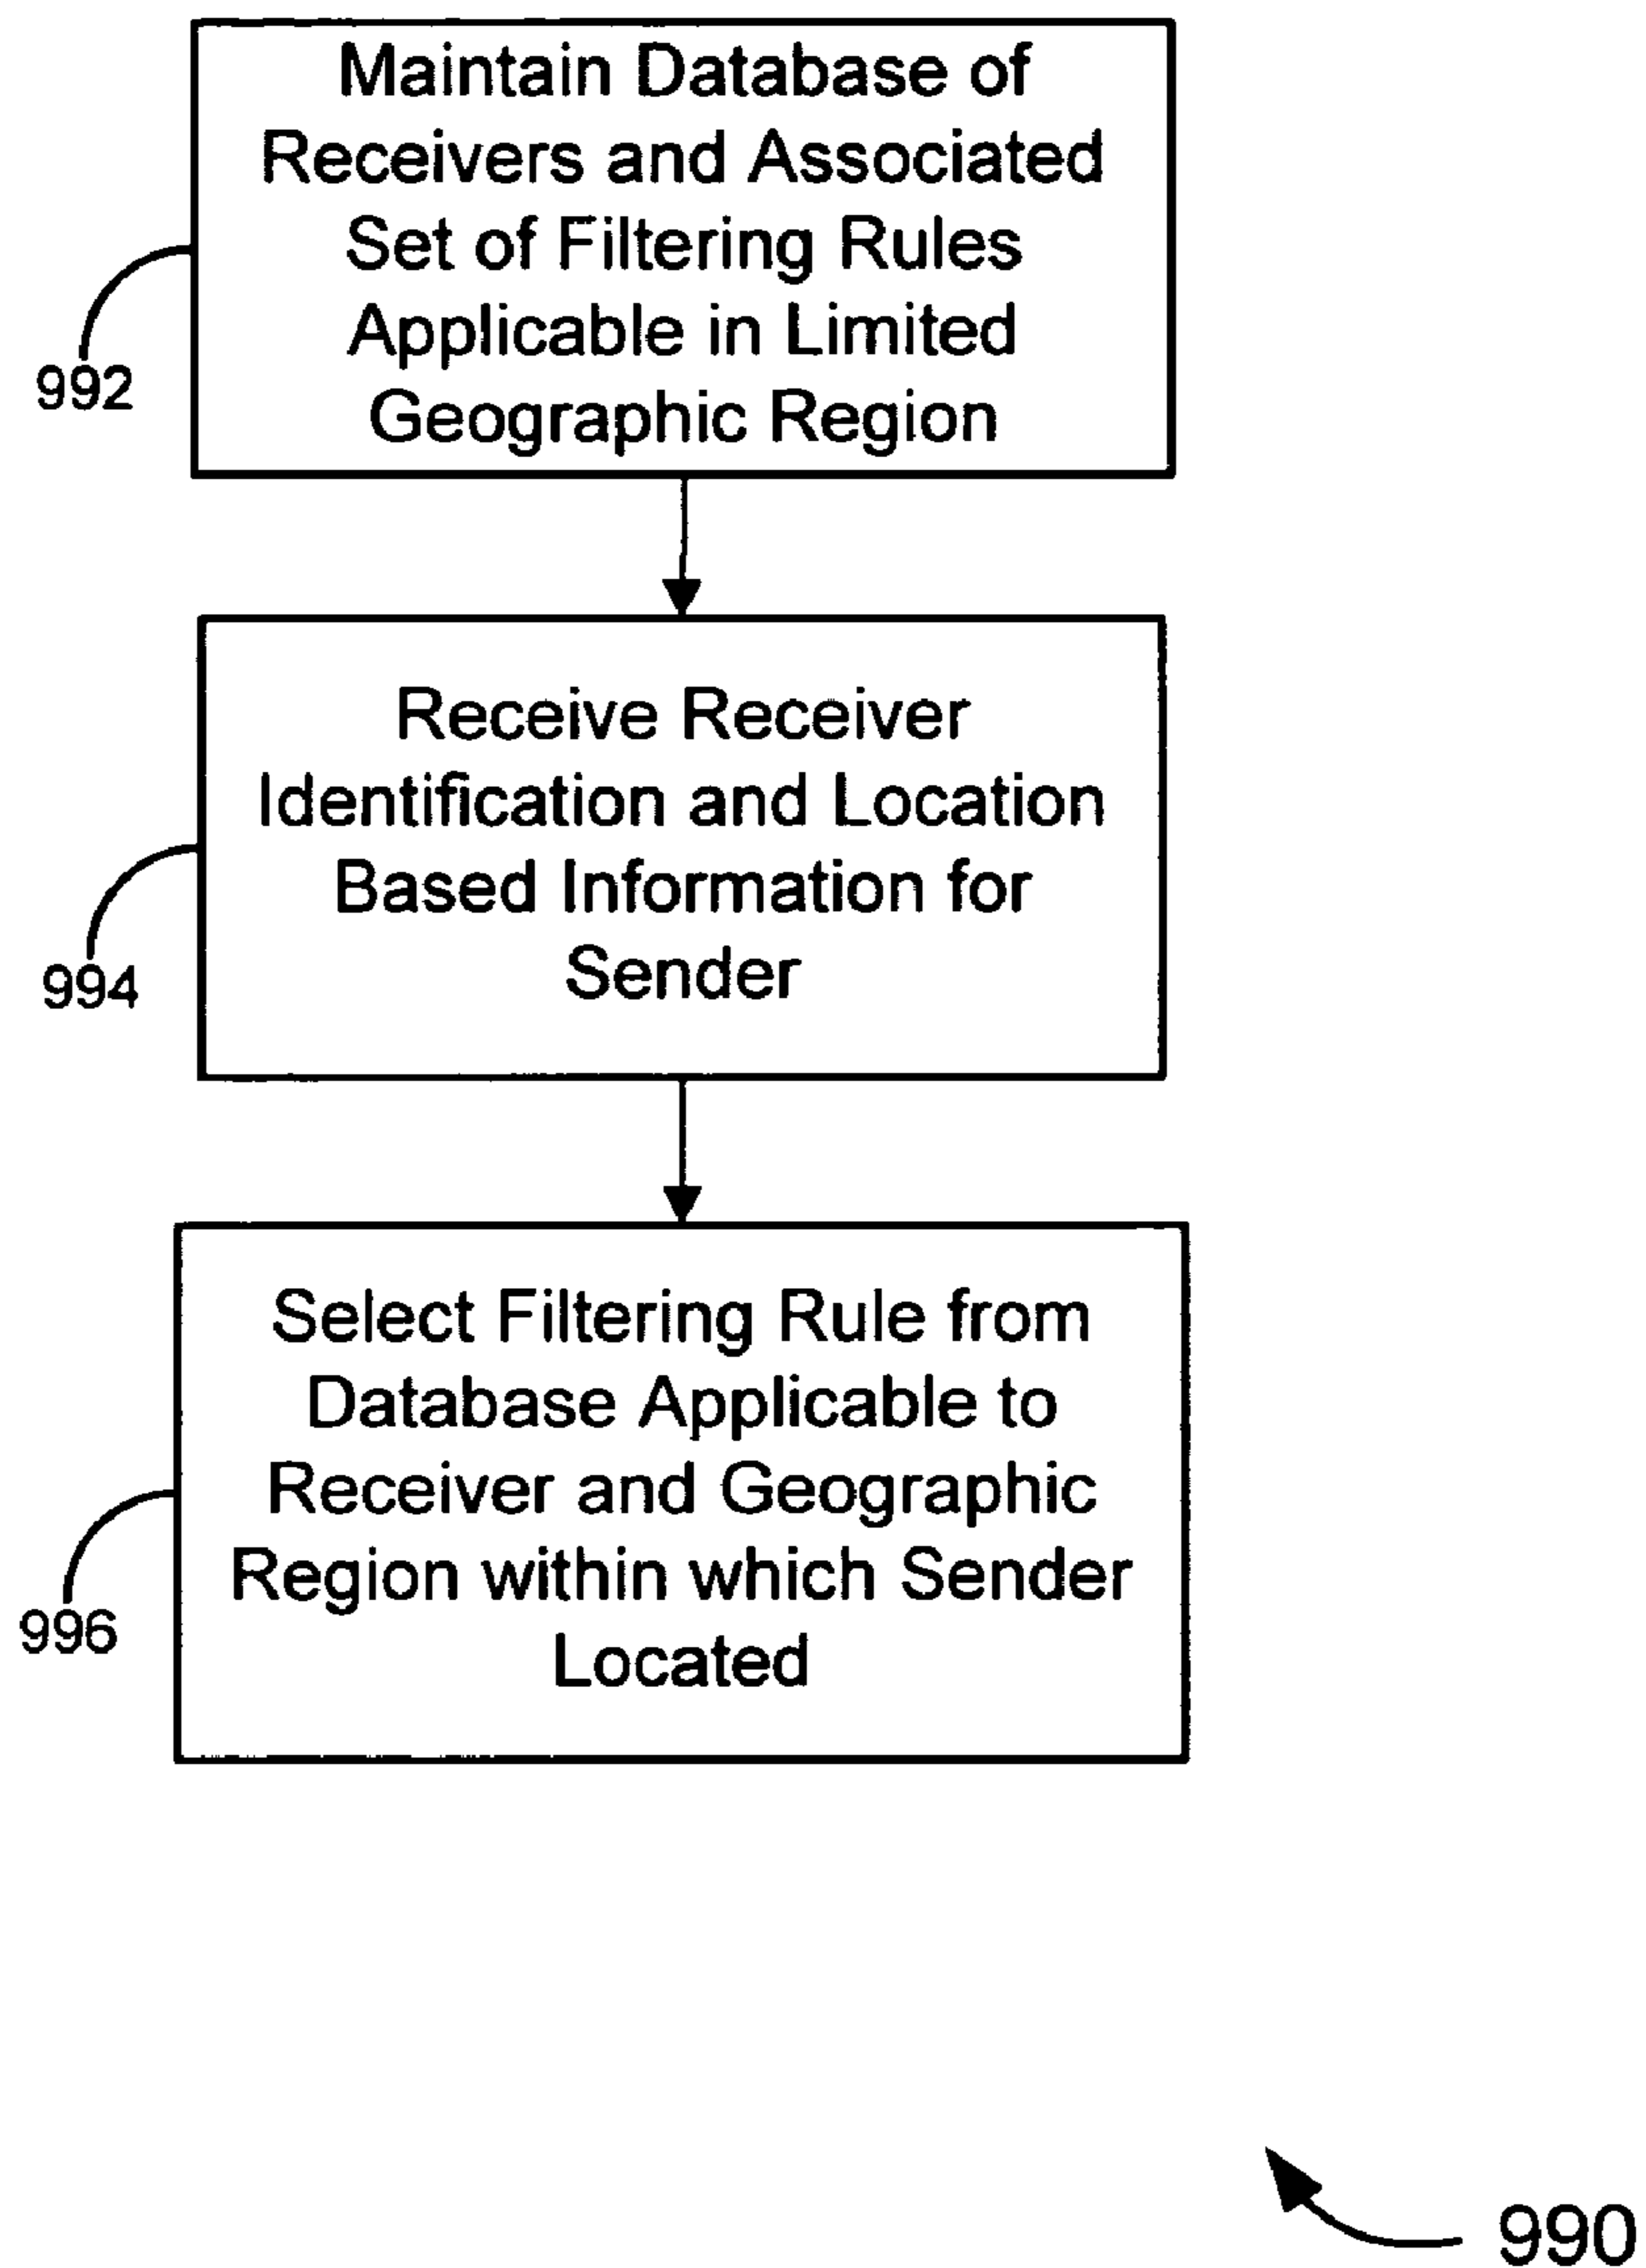 Maintain Database of
Receivers and Associated
Set of Filtering Rules
Applicable in Limited
Geographic Region
992
Receive Receiver
Identification and Location
Based Information for
Sender
994
Select Filtering Rule from
Database Applicable to
Receiver and Geographic
Region within which Sender
Located
996
990